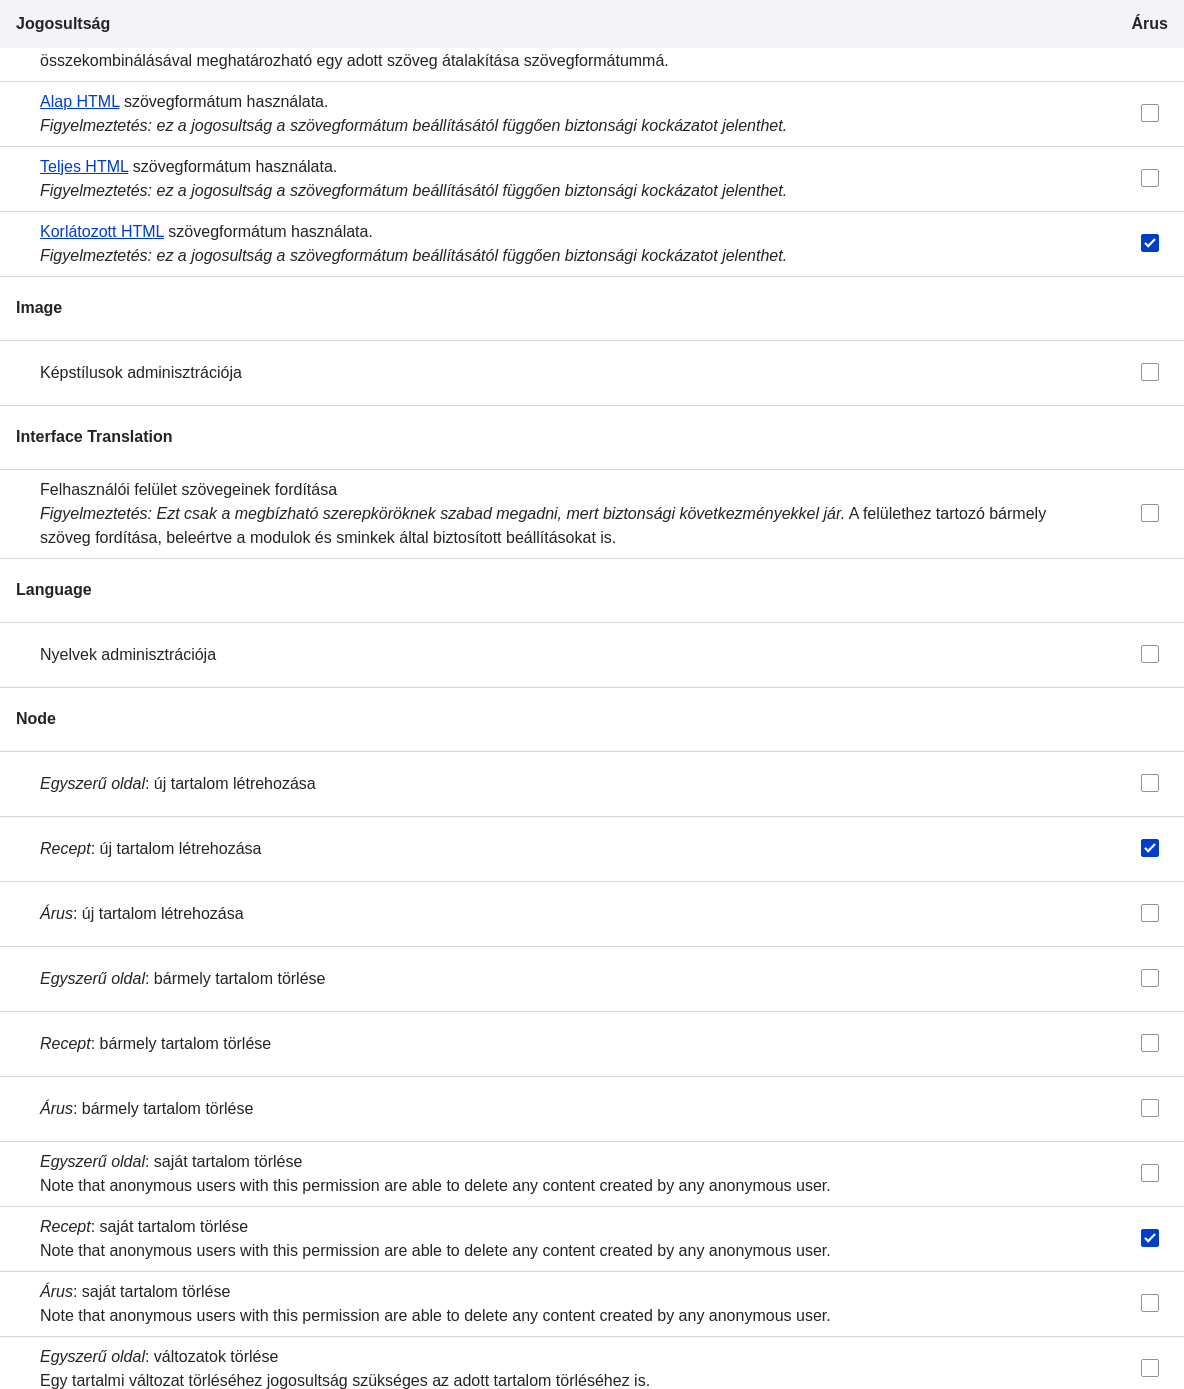 Jogosultság Árus
összekombinálásával meghatározható egy adott szöveg átalakítása szövegformátummá.
Alap HTML szövegformátum használata.
Figyelmeztetés: ez a jogosultság a szövegformátum beállításától függően biztonsági kockázatot jelenthet.
Teljes HTML szövegformátum használata.
Figyelmeztetés: ez a jogosultság a szövegformátum beállításától függően biztonsági kockázatot jelenthet.
Korlátozott HTML szövegformátum használata.
Figyelmeztetés: ez a jogosultság a szövegformátum beállításától függően biztonsági kockázatot jelenthet.
Image
Képstílusok adminisztrációja
Interface Translation
Felhasználói felület szövegeinek fordítása
Figyelmeztetés: Ezt csak a megbízható szerepköröknek szabad megadni, mert biztonsági következményekkel jár. A felülethez tartozó bármely
szöveg fordítása, beleértve a modulok és sminkek által biztosított beállításokat is.
Language
Nyelvek adminisztrációja
Node
Egyszerű oldal: új tartalom létrehozása
Recept: új tartalom létrehozása
Árus: új tartalom létrehozása
Egyszerű oldal: bármely tartalom törlése
Recept: bármely tartalom törlése
Árus: bármely tartalom törlése
Egyszerű oldal: saját tartalom törlése
Note that anonymous users with this permission are able to delete any content created by any anonymous user.
Recept: saját tartalom törlése
Note that anonymous users with this permission are able to delete any content created by any anonymous user.
Árus: saját tartalom törlése
Note that anonymous users with this permission are able to delete any content created by any anonymous user.
Egyszerű oldal: változatok törlése
Egy tartalmi változat törléséhez jogosultság szükséges az adott tartalom törléséhez is.